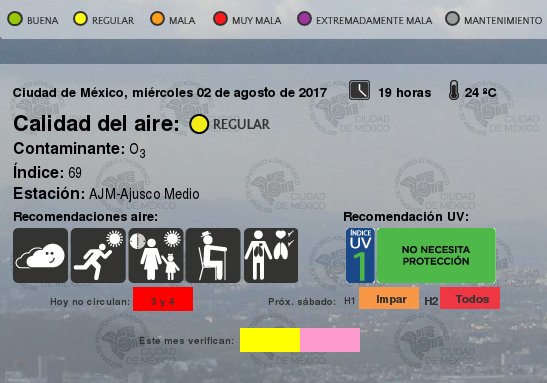 BUENA REGULAR MALA MUY MALA EXTREMADAMENTE MALA MANTENIMIENTO
Ciudad de México, miércoles 02 de agosto de 2017 19 horas 24 ºC
Calidad del aire: REGULAR
Contaminante: O3
Índice: 69
Estación: AJM-Ajusco Medio
Recomendaciones aire: Recomendación UV:
ÍNDICE UV 1 NO NECESITA PROTECCIÓN
Hoy no circulan: 3 y 4 Próx. sábado: H1 Impar H2 Todos
Este mes verifican:
CIUDAD DE MÉXICO